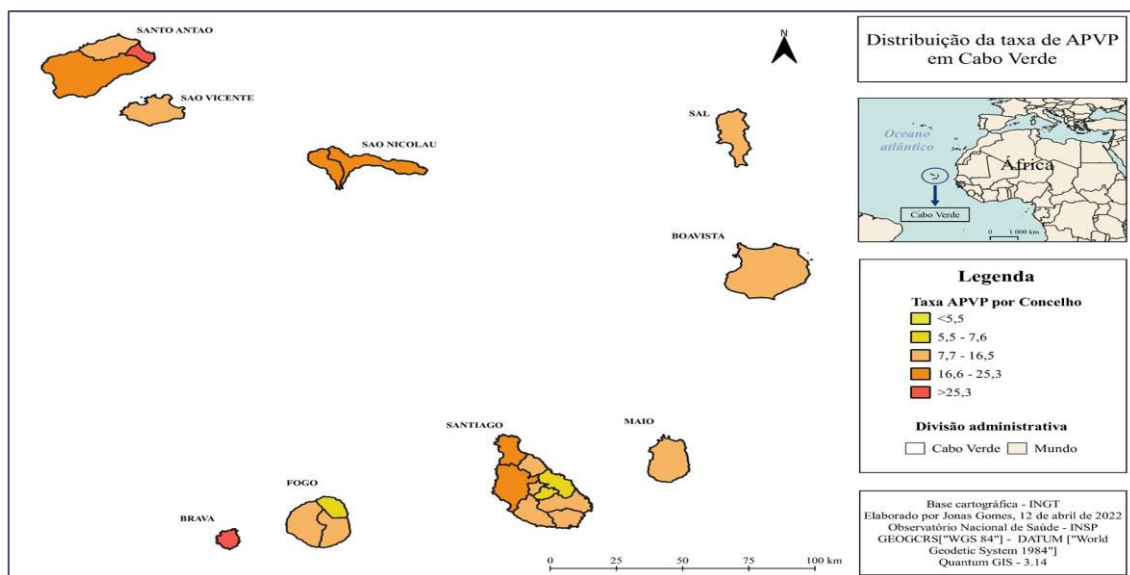 SANTO ANTAO
SAO VICENTE
SAO NICOLAU
SAL
BOAVISTA
MAIO
SANTIAGO
FOGO
BRAVA
N
0 25 50 75 100 km
Distribuição da taxa de APVP
em Cabo Verde
Oceano
atlântico
África
Cabo Verde
0 1 000 km
Legenda
Taxa APVP por Concelho
<5,5
5,5 - 7,6
7,7 - 16,5
16,6 - 25,3
>25,3
Divisão administrativa
Cabo Verde Mundo
Base cartográfica - INGT
Elaborado por Jonas Gomes, 12 de abril de 2022
Observatório Nacional de Saúde - INSP
GEOGCRS["WGS 84"] - DATUM ["World
Geodetic System 1984"]
Quantum GIS - 3.14